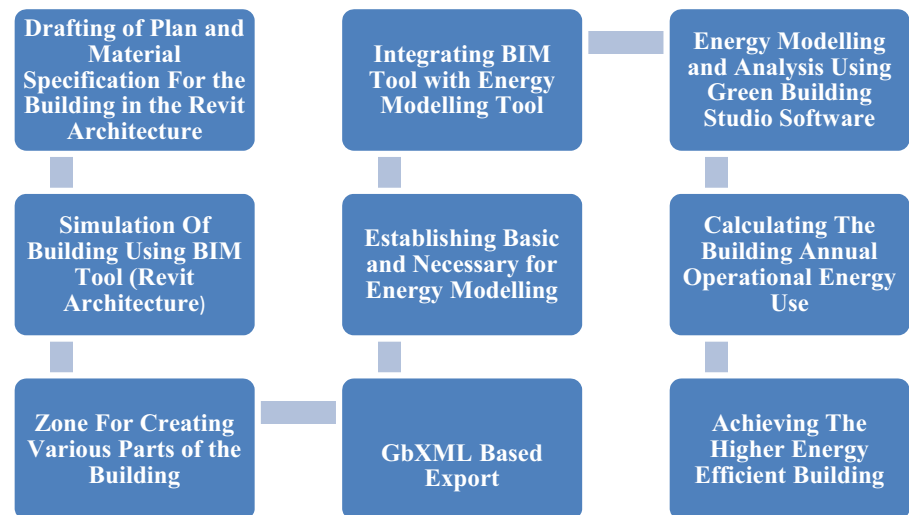 Drafting of Plan and
Material
Specification For the
Building in the Revit
Architecture
Simulation Of
Building Using BIM
Tool (Revit
Architecture)
Zone For Creating
Various Parts of the
Building
GbXML Based
Export
Establishing Basic
and Necessary for
Energy Modelling
Integrating BIM
Tool with Energy
Modelling Tool
Energy Modelling
and Analysis Using
Green Building
Studio Software
Calculating The
Building Annual
Operational Energy
Use
Achieving The
Higher Energy
Efficient Building